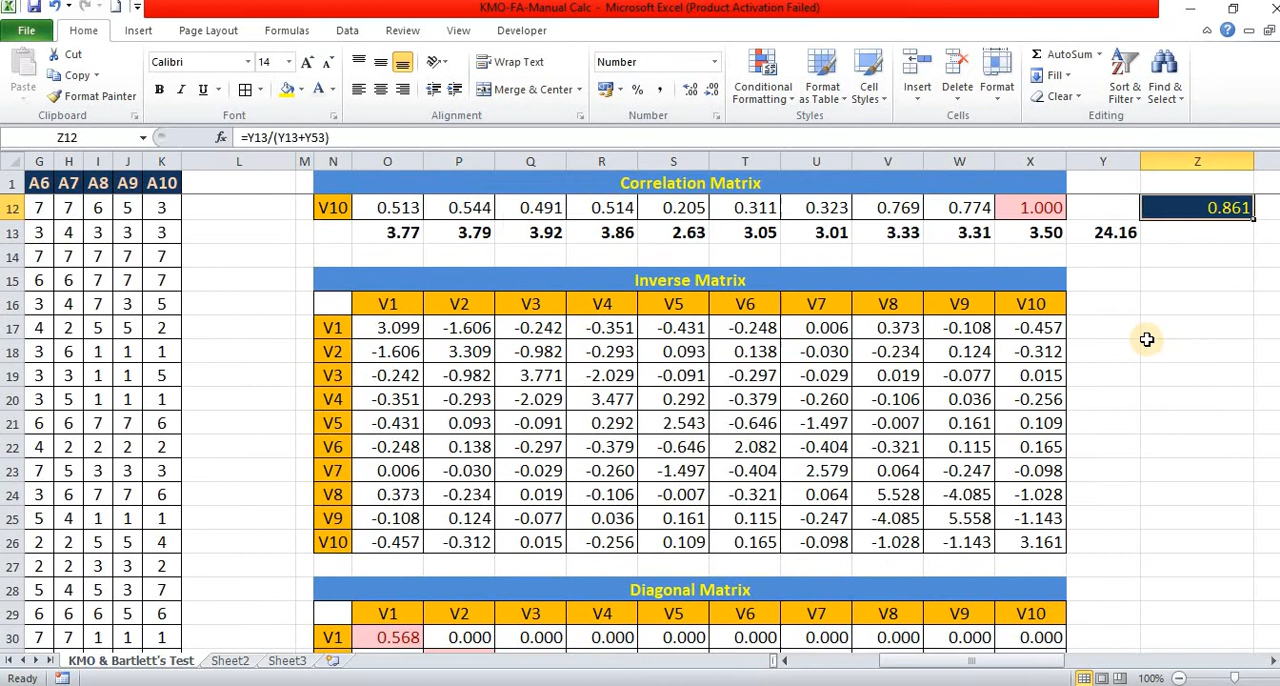 KMO-FA-Manual Calc - Microsoft Excel (Product Activation Failed)
File Home Insert Page Layout Formulas Data Review View Developer
Cut Calibri 14 Wrap Text Number AutoSum
Copy Fill
Paste Format Painter Merge & Center Conditional Formatting Format as Table Cell Styles Insert Delete Format Clear Sort & Filter Find & Select
Clipboard Font Alignment Number Styles Cells Editing
Z12 fx =Y13/(Y13+Y53)
G H I J K L M N O P Q R S T U V W X Y Z
1 A6 A7 A8 A9 A10 Correlation Matrix
12 7 7 6 5 3 V10 0.513 0.544 0.491 0.514 0.205 0.311 0.323 0.769 0.774 1.000 0.861
13 3 4 3 3 3 3.77 3.79 3.92 3.86 2.63 3.05 3.01 3.33 3.31 3.50 24.16
14 7 7 7 7 7
15 6 6 7 7 7 Inverse Matrix
16 3 4 7 3 5 V1 V2 V3 V4 V5 V6 V7 V8 V9 V10
17 4 2 5 5 2 V1 3.099 -1.606 -0.242 -0.351 -0.431 -0.248 0.006 0.373 -0.108 -0.457
18 3 6 1 1 1 V2 -1.606 3.309 -0.982 -0.293 0.093 0.138 -0.030 -0.234 0.124 -0.312
19 3 3 1 1 5 V3 -0.242 -0.982 3.771 -2.029 -0.091 -0.297 -0.029 0.019 -0.077 0.015
20 3 5 1 1 1 V4 -0.351 -0.293 -2.029 3.477 0.292 -0.379 -0.260 -0.106 0.036 -0.256
21 6 6 7 7 6 V5 -0.431 0.093 -0.091 0.292 2.543 -0.646 -1.497 -0.007 0.161 0.109
22 4 2 2 2 2 V6 -0.248 0.138 -0.297 -0.379 -0.646 2.082 -0.404 -0.321 0.115 0.165
23 7 5 3 3 3 V7 0.006 -0.030 -0.029 -0.260 -1.497 -0.404 2.579 0.064 -0.247 -0.098
24 3 6 7 7 6 V8 0.373 -0.234 0.019 -0.106 -0.007 -0.321 0.064 5.528 -4.085 -1.028
25 5 4 1 1 1 V9 -0.108 0.124 -0.077 0.036 0.161 0.115 -0.247 -4.085 5.558 -1.143
26 2 2 5 5 4 V10 -0.457 -0.312 0.015 -0.256 0.109 0.165 -0.098 -1.028 -1.143 3.161
27 2 2 3 3 2
28 5 4 5 3 7 Diagonal Matrix
29 6 6 6 5 6 V1 V2 V3 V4 V5 V6 V7 V8 V9 V10
30 7 7 1 1 1 V1 0.568 0.000 0.000 0.000 0.000 0.000 0.000 0.000 0.000 0.000
KMO & Bartlett's Test Sheet2 Sheet3
Ready 100%